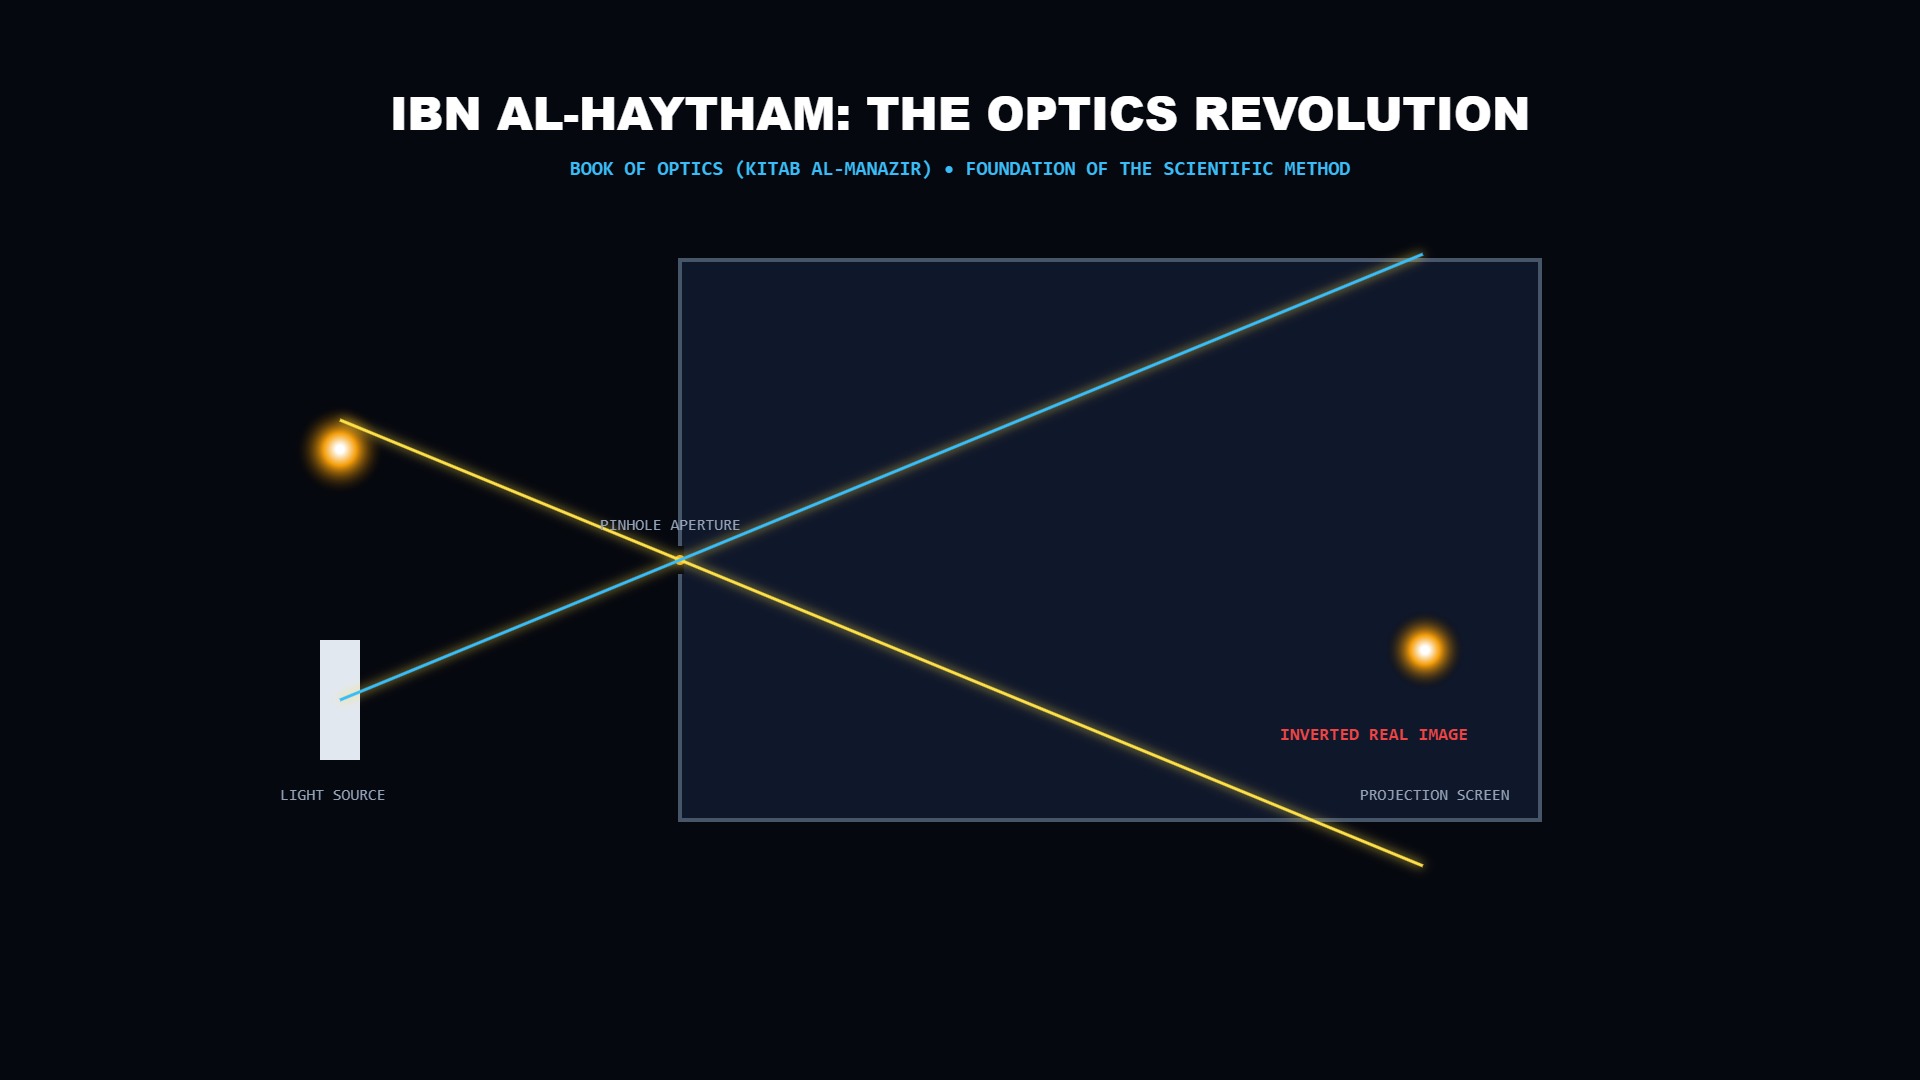 IBN AL-HAYTHAM: THE OPTICS REVOLUTION
BOOK OF OPTICS (KITAB AL-MANAZIR) • FOUNDATION OF THE SCIENTIFIC METHOD
PINHOLE APERTURE
INVERTED REAL IMAGE
LIGHT SOURCE
PROJECTION SCREEN